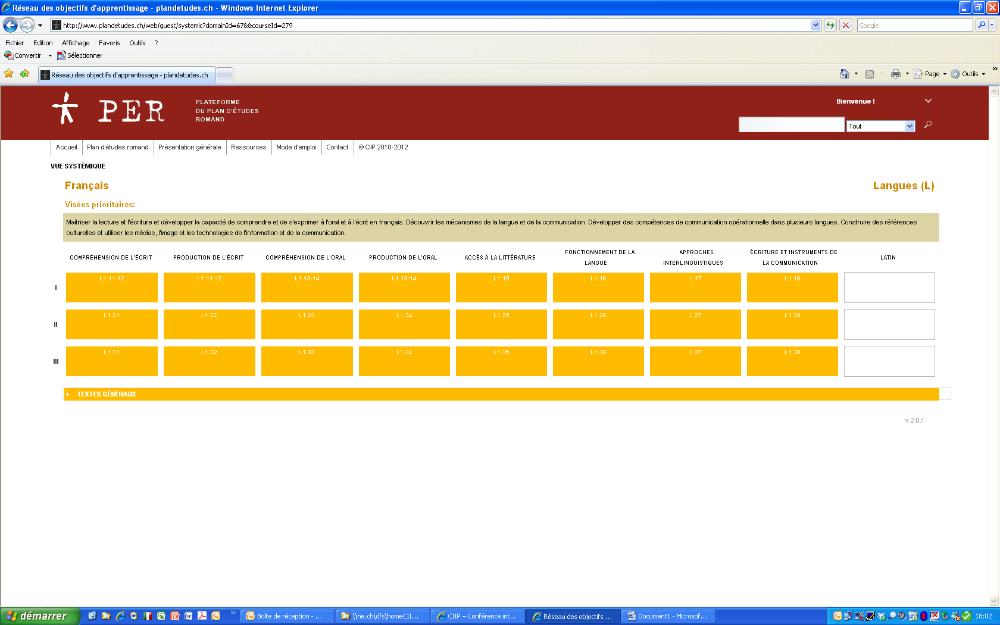 Réseau des objectifs d'apprentissage - plandetudes.ch - Windows Internet Explorer
http://www.plandetudes.ch/web/guest/systemic?domainId=67&&courseId=279
Google
Fichier Edition Affichage Favoris Outils ?
Convertir Sélectionner
Réseau des objectifs d'apprentissage - plandetudes.ch
Page Outils »
PER
PLATEFORME
DU PLAN D'ÉTUDES
ROMAND
Bienvenue !
Tout
Accueil Plan d'études romand Présentation générale Ressources Mode d'emploi Contact © CIIP 2010-2012
VUE SYSTÉMIQUE
Français Langues (L)
Visées prioritaires:
Maîtriser la lecture et l'écriture et développer la capacité de comprendre et de s'exprimer à l'oral et à l'écrit en français. Découvrir les mécanismes de la langue et de la communication. Développer des compétences de communication opérationnelle dans plusieurs langues. Construire des références
culturelles et utiliser les médias, l'image et les technologies de l'information et de la communication.
COMPRÉHENSION DE L'ÉCRIT
PRODUCTION DE L'ÉCRIT
COMPRÉHENSION DE L'ORAL
PRODUCTION DE L'ORAL
ACCÈS À LA LITTÉRATURE
FONCTIONNEMENT DE LA
LANGUE
APPROCHES
INTERLINGUISTIQUES
ÉCRITURE ET INSTRUMENTS DE
LA COMMUNICATION
LATIN
I L1 11-12 L1 11-12 L1 13-14 L1 13-14 L1 15 L1 16 L 17 L1 18
II L1 21 L1 22 L1 23 L1 24 L1 25 L1 26 L 27 L1 28
III L1 31 L1 32 L1 33 L1 34 L1 35 L1 36 L 37 L1 38
TEXTES GÉNÉRAUX
v.2.0.1
démarrer » Boîte de réception - ... \\ne.ch\dfs\homeCII... CIIP – Conférence int... Réseau des objectifs ... Document1 - Microsof... 18:02